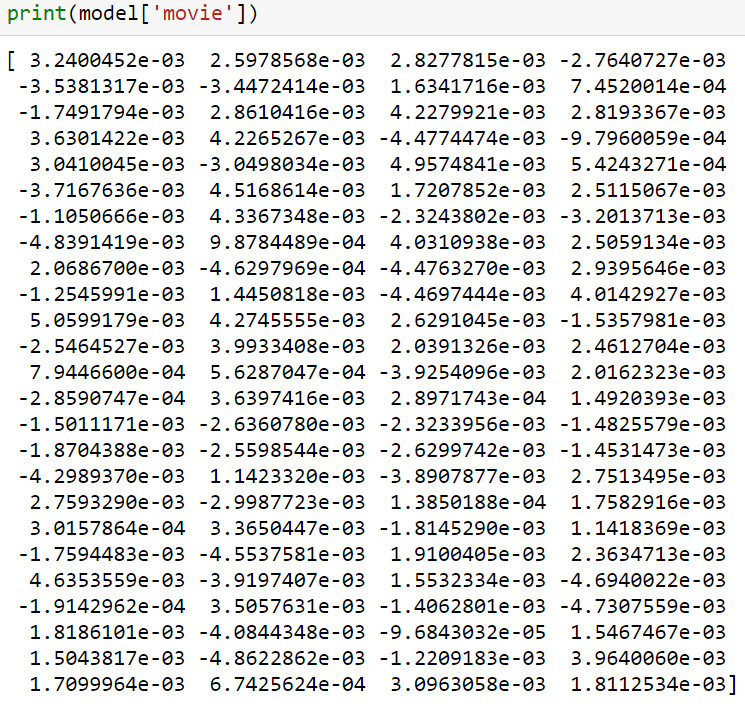 print(model['movie'])
[ 3.2400452e-03  2.5978568e-03  2.8277815e-03 -2.7640727e-03
 -3.5381317e-03 -3.4472414e-03  1.6341716e-03  7.4520014e-04
 -1.7491794e-03  2.8610416e-03  4.2279921e-03  2.8193367e-03
  3.6301422e-03  4.2265267e-03 -4.4774474e-03 -9.7960059e-04
  3.0410045e-03 -3.0498034e-03  4.9574841e-03  5.4243271e-04
 -3.7167636e-03  4.5168614e-03  1.7207852e-03  2.5115067e-03
 -1.1050666e-03  4.3367348e-03 -2.3243802e-03 -3.2013713e-03
 -4.8391419e-03  9.8784489e-04  4.0310938e-03  2.5059134e-03
  2.0686700e-03 -4.6297969e-04 -4.4763270e-03  2.9395646e-03
 -1.2545991e-03  1.4450818e-03 -4.4697444e-03  4.0142927e-03
  5.0599179e-03  4.2745555e-03  2.6291045e-03 -1.5357981e-03
 -2.5464527e-03  3.9933408e-03  2.0391326e-03  2.4612704e-03
  7.9446600e-04  5.6287047e-04 -3.9254096e-03  2.0162323e-03
 -2.8590747e-04  3.6397416e-03  2.8971743e-04  1.4920393e-03
 -1.5011171e-03 -2.6360780e-03 -2.3233956e-03 -1.4825579e-03
 -1.8704388e-03 -2.5598544e-03 -2.6299742e-03 -1.4531473e-03
 -4.2989370e-03  1.1423320e-03 -3.8907877e-03  2.7513495e-03
  2.7593290e-03 -2.9987723e-03  1.3850188e-04  1.7582916e-03
  3.0157864e-04  3.3650447e-03 -1.8145290e-03  1.1418369e-03
 -1.7594483e-03 -4.5537581e-03  1.9100405e-03  2.3634713e-03
  4.6353559e-03 -3.9197407e-03  1.5532334e-03 -4.6940022e-03
 -1.9142962e-04  3.5057631e-03 -1.4062801e-03 -4.7307559e-03
  1.8186101e-03 -4.0844348e-03 -9.6843032e-05  1.5467467e-03
  1.5043817e-03 -4.8622862e-03 -1.2209183e-03  3.9640060e-03
  1.7099964e-03  6.7425624e-04  3.0963058e-03  1.8112534e-03]